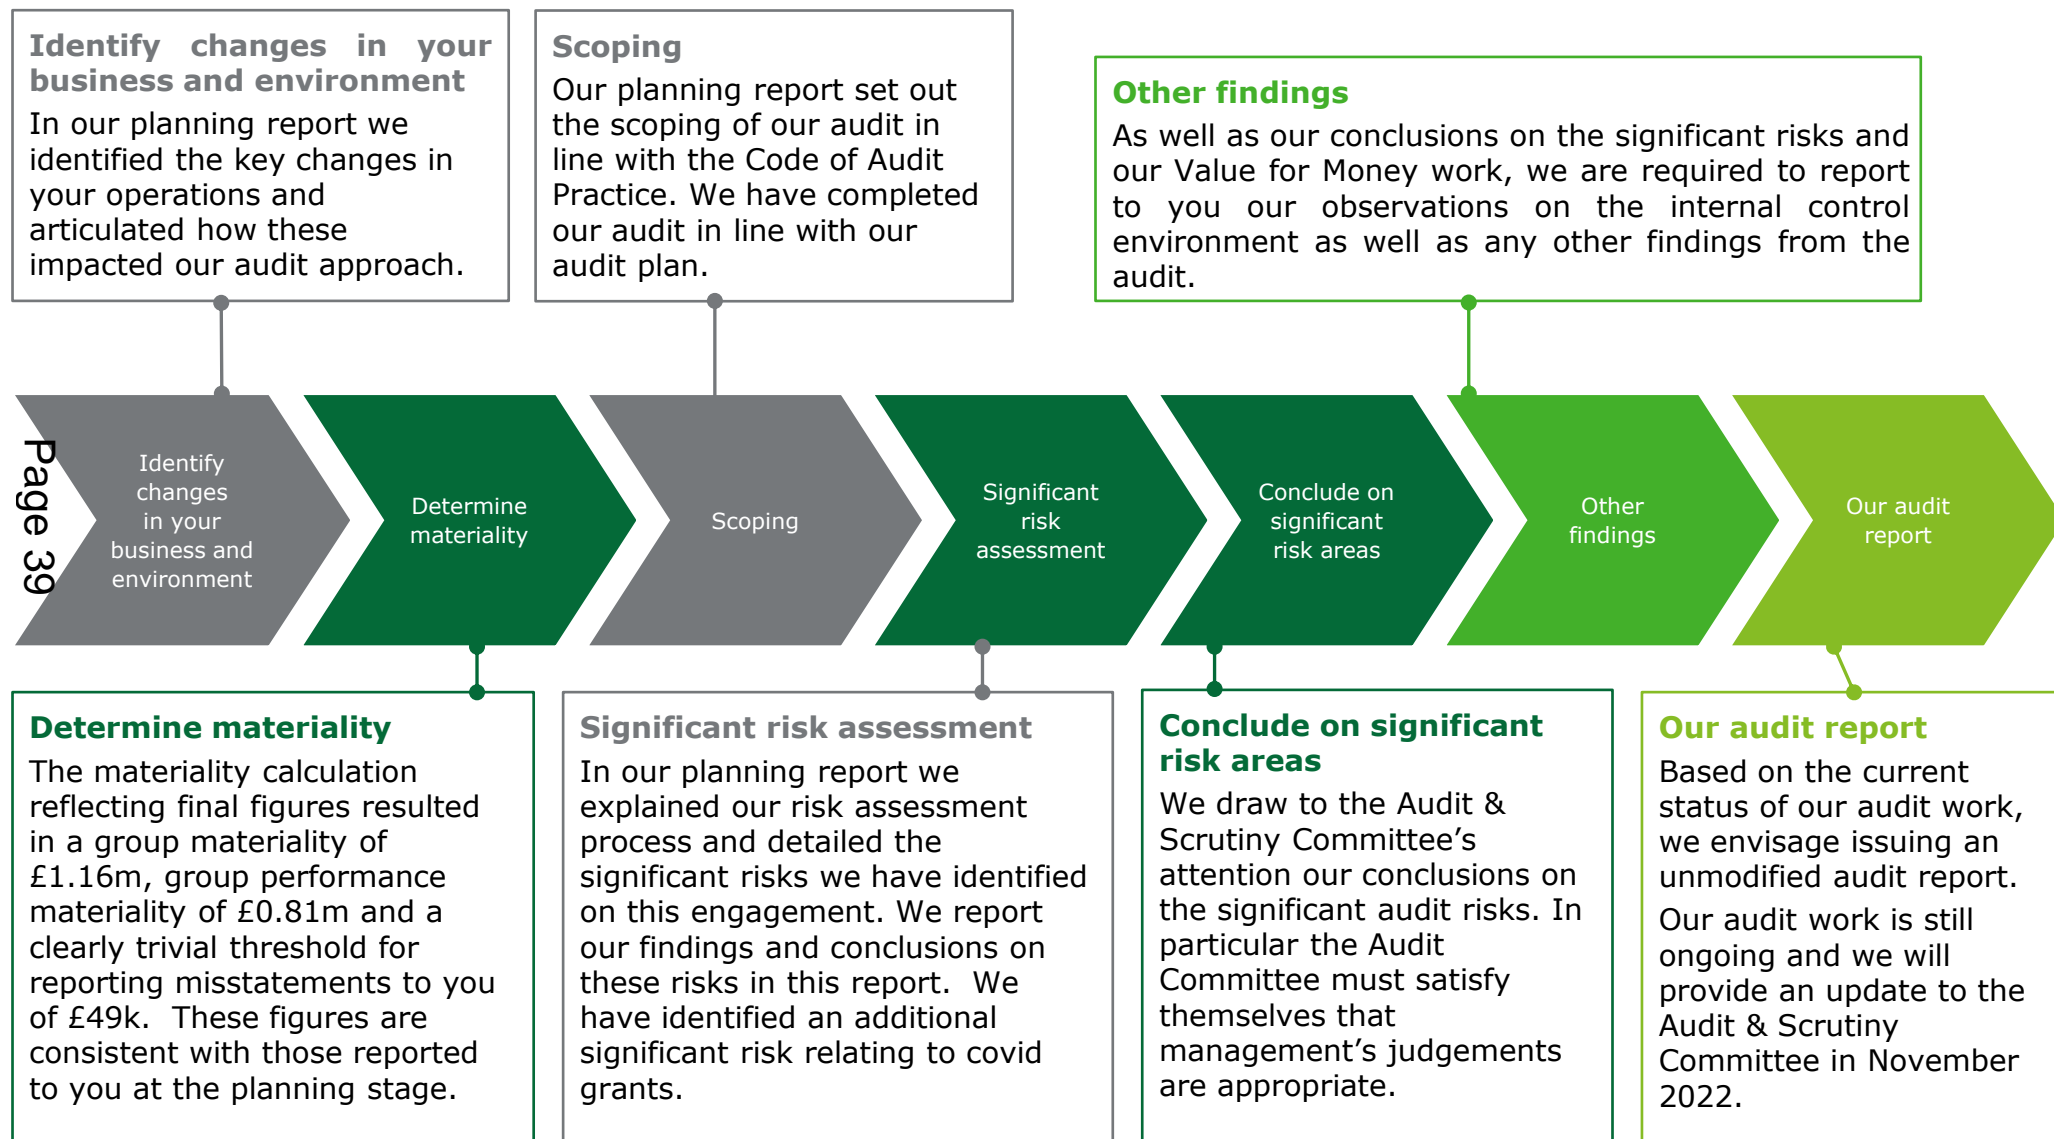 Identify changes in your
business and environment
In our planning report we
identified the key changes in
your operations and
articulated how these
impacted our audit approach.
Scoping
Our planning report set out
the scoping of our audit in
line with the Code of Audit
Practice. We have completed
our audit in line with our
audit plan.
Other findings
As well as our conclusions on the significant risks and
our Value for Money work, we are required to report
to you our observations on the internal control
environment as well as any other findings from the
audit.
Page 39
Identify
changes
in your
business and
environment
Determine
materiality
Scoping
Significant
risk
assessment
Conclude on
significant
risk areas
Other
findings
Our audit
report
Determine materiality
The materiality calculation
reflecting final figures resulted
in a group materiality of
£1.16m, group performance
materiality of £0.81m and a
clearly trivial threshold for
reporting misstatements to you
of £49k.  These figures are
consistent with those reported
to you at the planning stage.
Significant risk assessment
In our planning report we
explained our risk assessment
process and detailed the
significant risks we have identified
on this engagement. We report
our findings and conclusions on
these risks in this report.  We
have identified an additional
significant risk relating to covid
grants.
Conclude on significant
risk areas
We draw to the Audit &
Scrutiny Committee’s
attention our conclusions on
the significant audit risks. In
particular the Audit
Committee must satisfy
themselves that
management’s judgements
are appropriate.
Our audit report
Based on the current
status of our audit work,
we envisage issuing an
unmodified audit report.
Our audit work is still
ongoing and we will
provide an update to the
Audit & Scrutiny
Committee in November
2022.